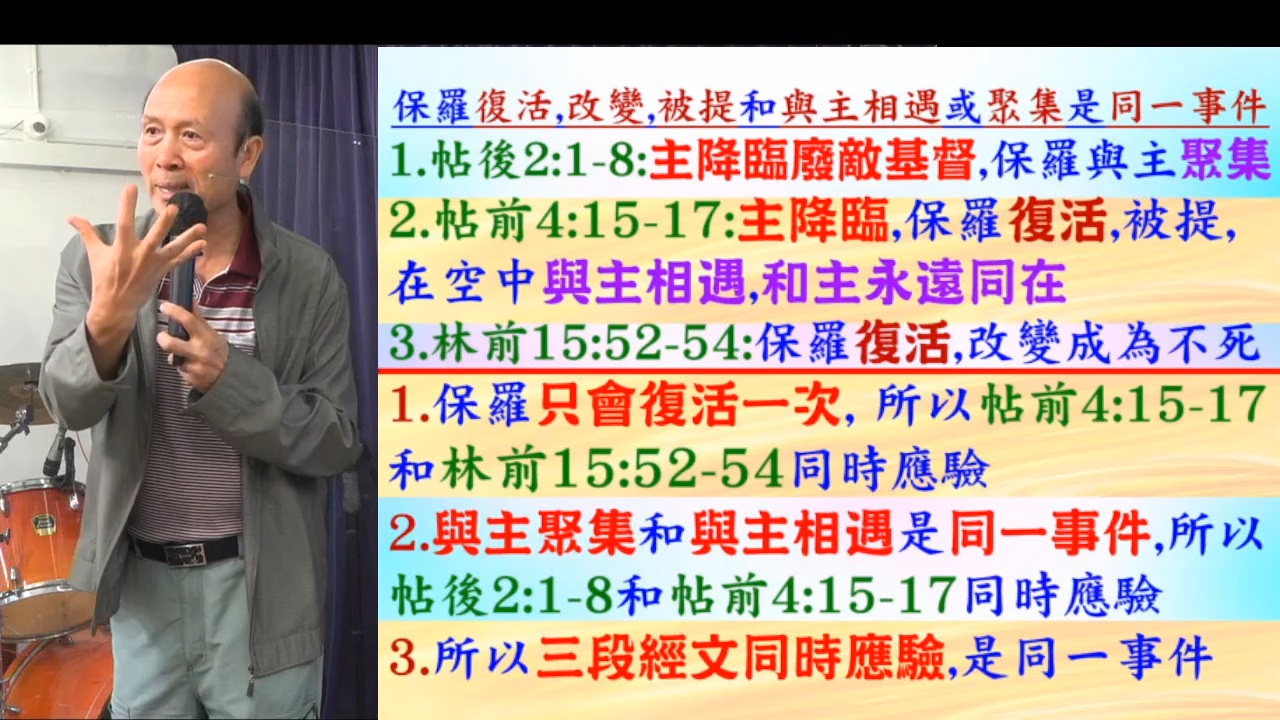 保羅復活,改變,被提和與主相遇或聚集是同一事件
1.帖後2:1-8:主降臨廢敵基督,保羅與主聚集
2.帖前4:15-17:主降臨,保羅復活,被提,
在空中與主相遇,和主永遠同在
3.林前15:52-54:保羅復活,改變成為不死
1.保羅只會復活一次, 所以帖前4:15-17
和林前15:52-54同時應驗
2.與主聚集和與主相遇是同一事件,所以
帖後2:1-8和帖前4:15-17同時應驗
3.所以三段經文同時應驗,是同一事件